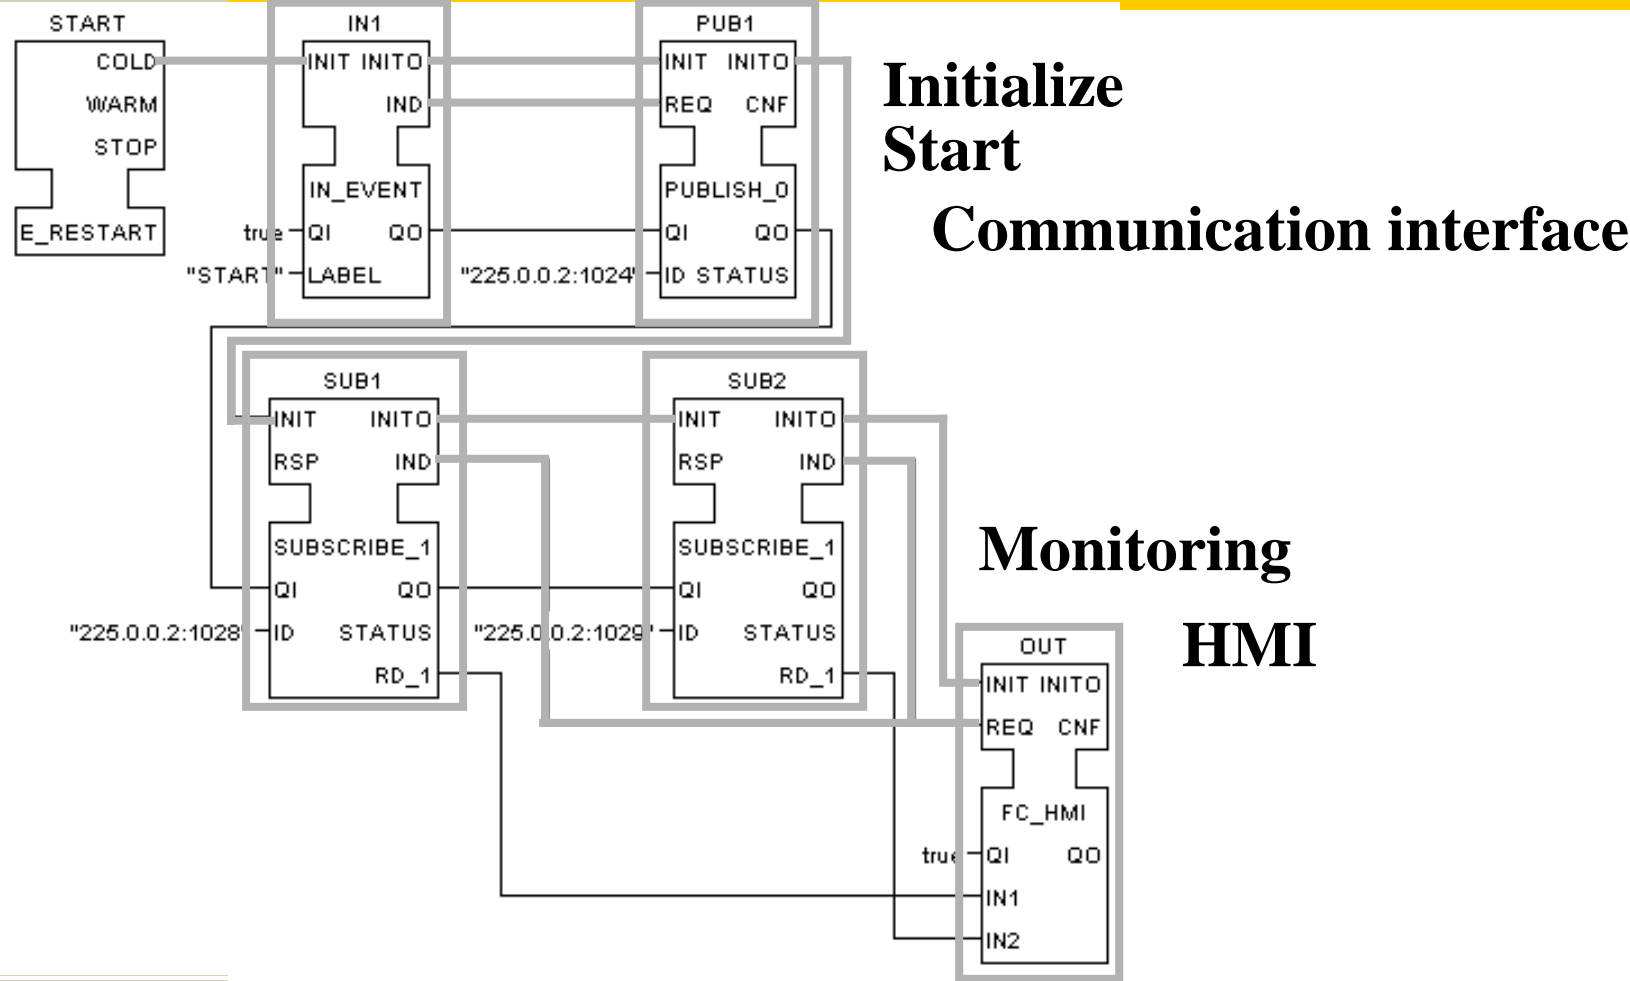 START
COLD
WARM
STOP
E_RESTART
IN1
INIT INITO
IND
IN_EVENT
true QI QO
"START" LABEL
PUB1
INIT INITO
REQ CNF
PUBLISH_0
QI QO
"225.0.0.2:1024" ID STATUS
Initialize
Start
Communication interface
SUB1
INIT INITO
RSP IND
SUBSCRIBE_1
QI QO
"225.0.0.2:1028" ID STATUS
RD_1
SUB2
INIT INITO
RSP IND
SUBSCRIBE_1
QI QO
"225.0.0.2:1029" ID STATUS
RD_1
Monitoring
HMI
OUT
INIT INITO
REQ CNF
FC_HMI
true QI QO
IN1
IN2